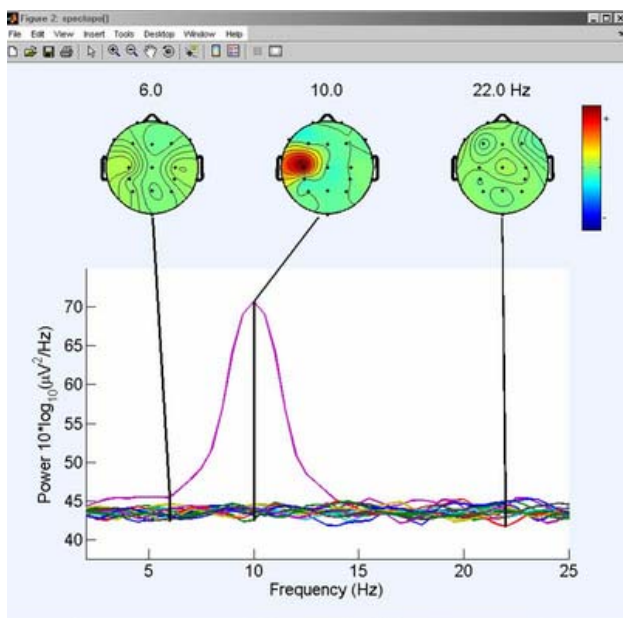 Figure 2: spectopo()
File Edit View Insert Tools Desktop Window Help
6.0 10.0 22.0 Hz
+
-
70
65
60
55
50
45
40
Power 10*log10(μV²/Hz)
5 10 15 20 25
Frequency (Hz)